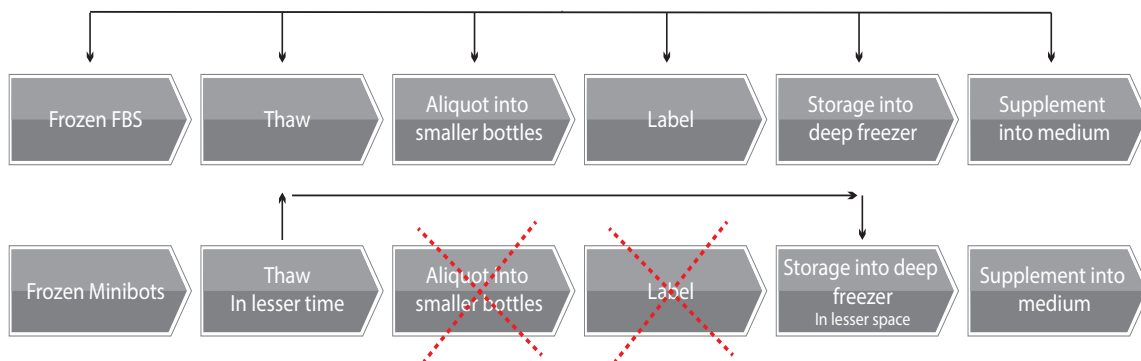 Frozen FBS
Thaw
Aliquot into
smaller bottles
Label
Storage into
deep freezer
Supplement
into medium
Frozen Minibots
Thaw
In lesser time
Aliquot into
smaller bottles
Label
Storage into deep
freezer
In lesser space
Supplement into
medium